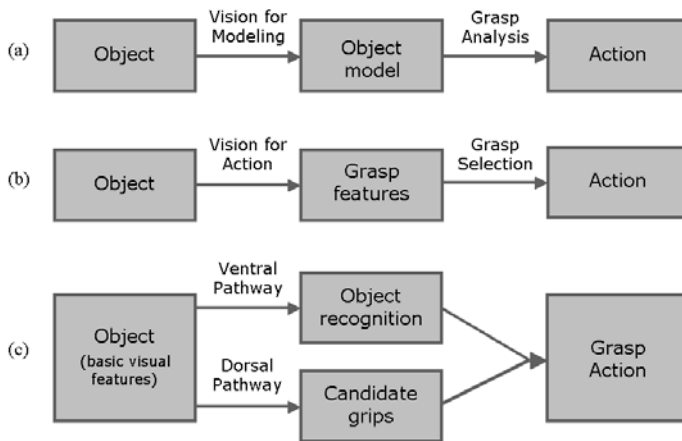 (a)
Object
Vision for
Modeling
Object
model
Grasp
Analysis
Action
(b)
Object
Vision for
Action
Grasp
features
Grasp
Selection
Action
(c)
Object
(basic visual
features)
Ventral
Pathway
Object
recognition
Dorsal
Pathway
Candidate
grips
Grasp
Action